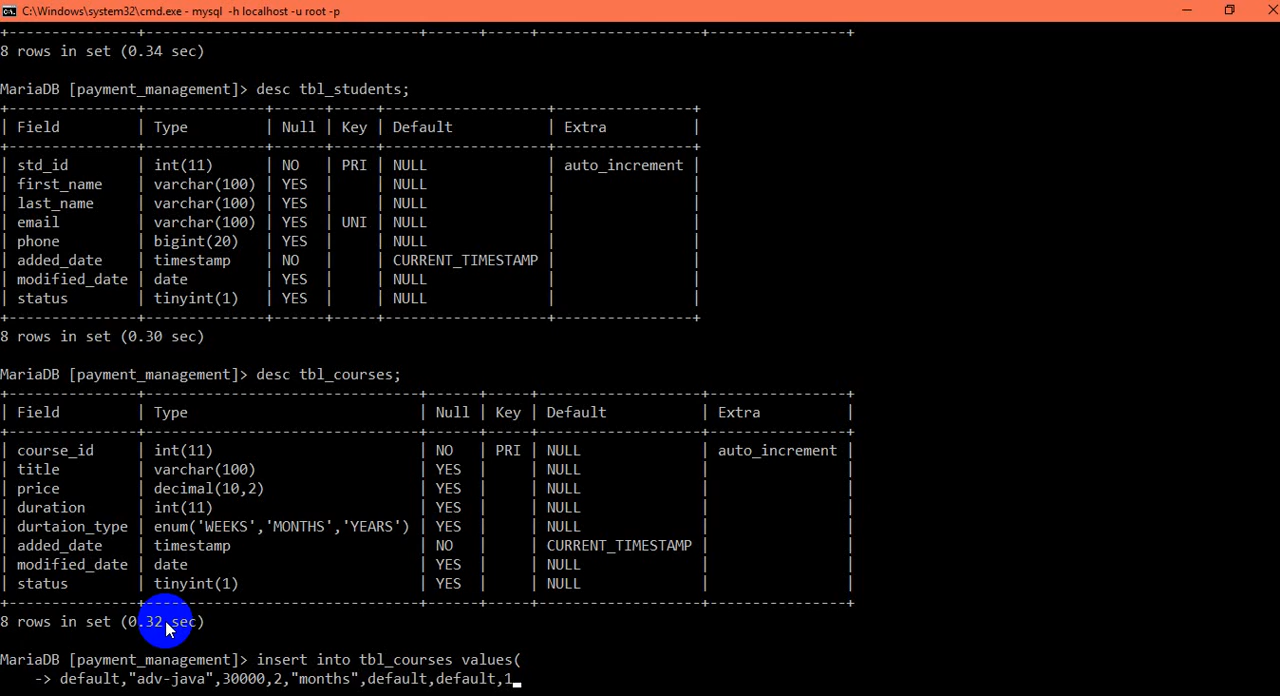 C:\Windows\system32\cmd.exe - mysql -h localhost -u root -p
+---------------+-------------------------------+------+-----+-------------------+----------------+
8 rows in set (0.34 sec)
MariaDB [payment_management]> desc tbl_students;
+---------------+--------------+------+-----+-------------------+----------------+
| Field         | Type         | Null | Key | Default           | Extra          |
+---------------+--------------+------+-----+-------------------+----------------+
| std_id        | int(11)      | NO   | PRI | NULL              | auto_increment |
| first_name    | varchar(100) | YES  |     | NULL              |                |
| last_name     | varchar(100) | YES  |     | NULL              |                |
| email         | varchar(100) | YES  | UNI | NULL              |                |
| phone         | bigint(20)   | YES  |     | NULL              |                |
| added_date    | timestamp    | NO   |     | CURRENT_TIMESTAMP |                |
| modified_date | date         | YES  |     | NULL              |                |
| status        | tinyint(1)   | YES  |     | NULL              |                |
+---------------+--------------+------+-----+-------------------+----------------+
8 rows in set (0.30 sec)
MariaDB [payment_management]> desc tbl_courses;
+---------------+--------------------------------+------+-----+-------------------+----------------+
| Field         | Type                           | Null | Key | Default           | Extra          |
+---------------+--------------------------------+------+-----+-------------------+----------------+
| course_id     | int(11)                        | NO   | PRI | NULL              | auto_increment |
| title         | varchar(100)                   | YES  |     | NULL              |                |
| price         | decimal(10,2)                  | YES  |     | NULL              |                |
| duration      | int(11)                        | YES  |     | NULL              |                |
| durtaion_type | enum('WEEKS','MONTHS','YEARS') | YES  |     | NULL              |                |
| added_date    | timestamp                      | NO   |     | CURRENT_TIMESTAMP |                |
| modified_date | date                           | YES  |     | NULL              |                |
| status        | tinyint(1)                     | YES  |     | NULL              |                |
+---------------+--------------------------------+------+-----+-------------------+----------------+
8 rows in set (0.32 sec)
MariaDB [payment_management]> insert into tbl_courses values(
    -> default,"adv-java",30000,2,"months",default,default,1